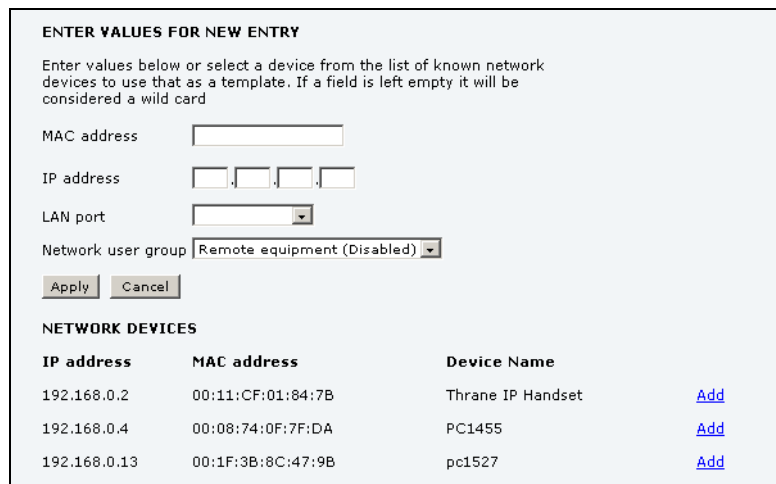 ENTER VALUES FOR NEW ENTRY
Enter values below or select a device from the list of known network
devices to use that as a template. If a field is left empty it will be
considered a wild card
MAC address
IP address . . .
LAN port
Network user group Remote equipment (Disabled)
Apply Cancel
NETWORK DEVICES
IP address MAC address Device Name
192.168.0.2 00:11:CF:01:84:7B Thrane IP Handset Add
192.168.0.4 00:08:74:0F:7F:DA PC1455 Add
192.168.0.13 00:1F:3B:8C:47:9B pc1527 Add